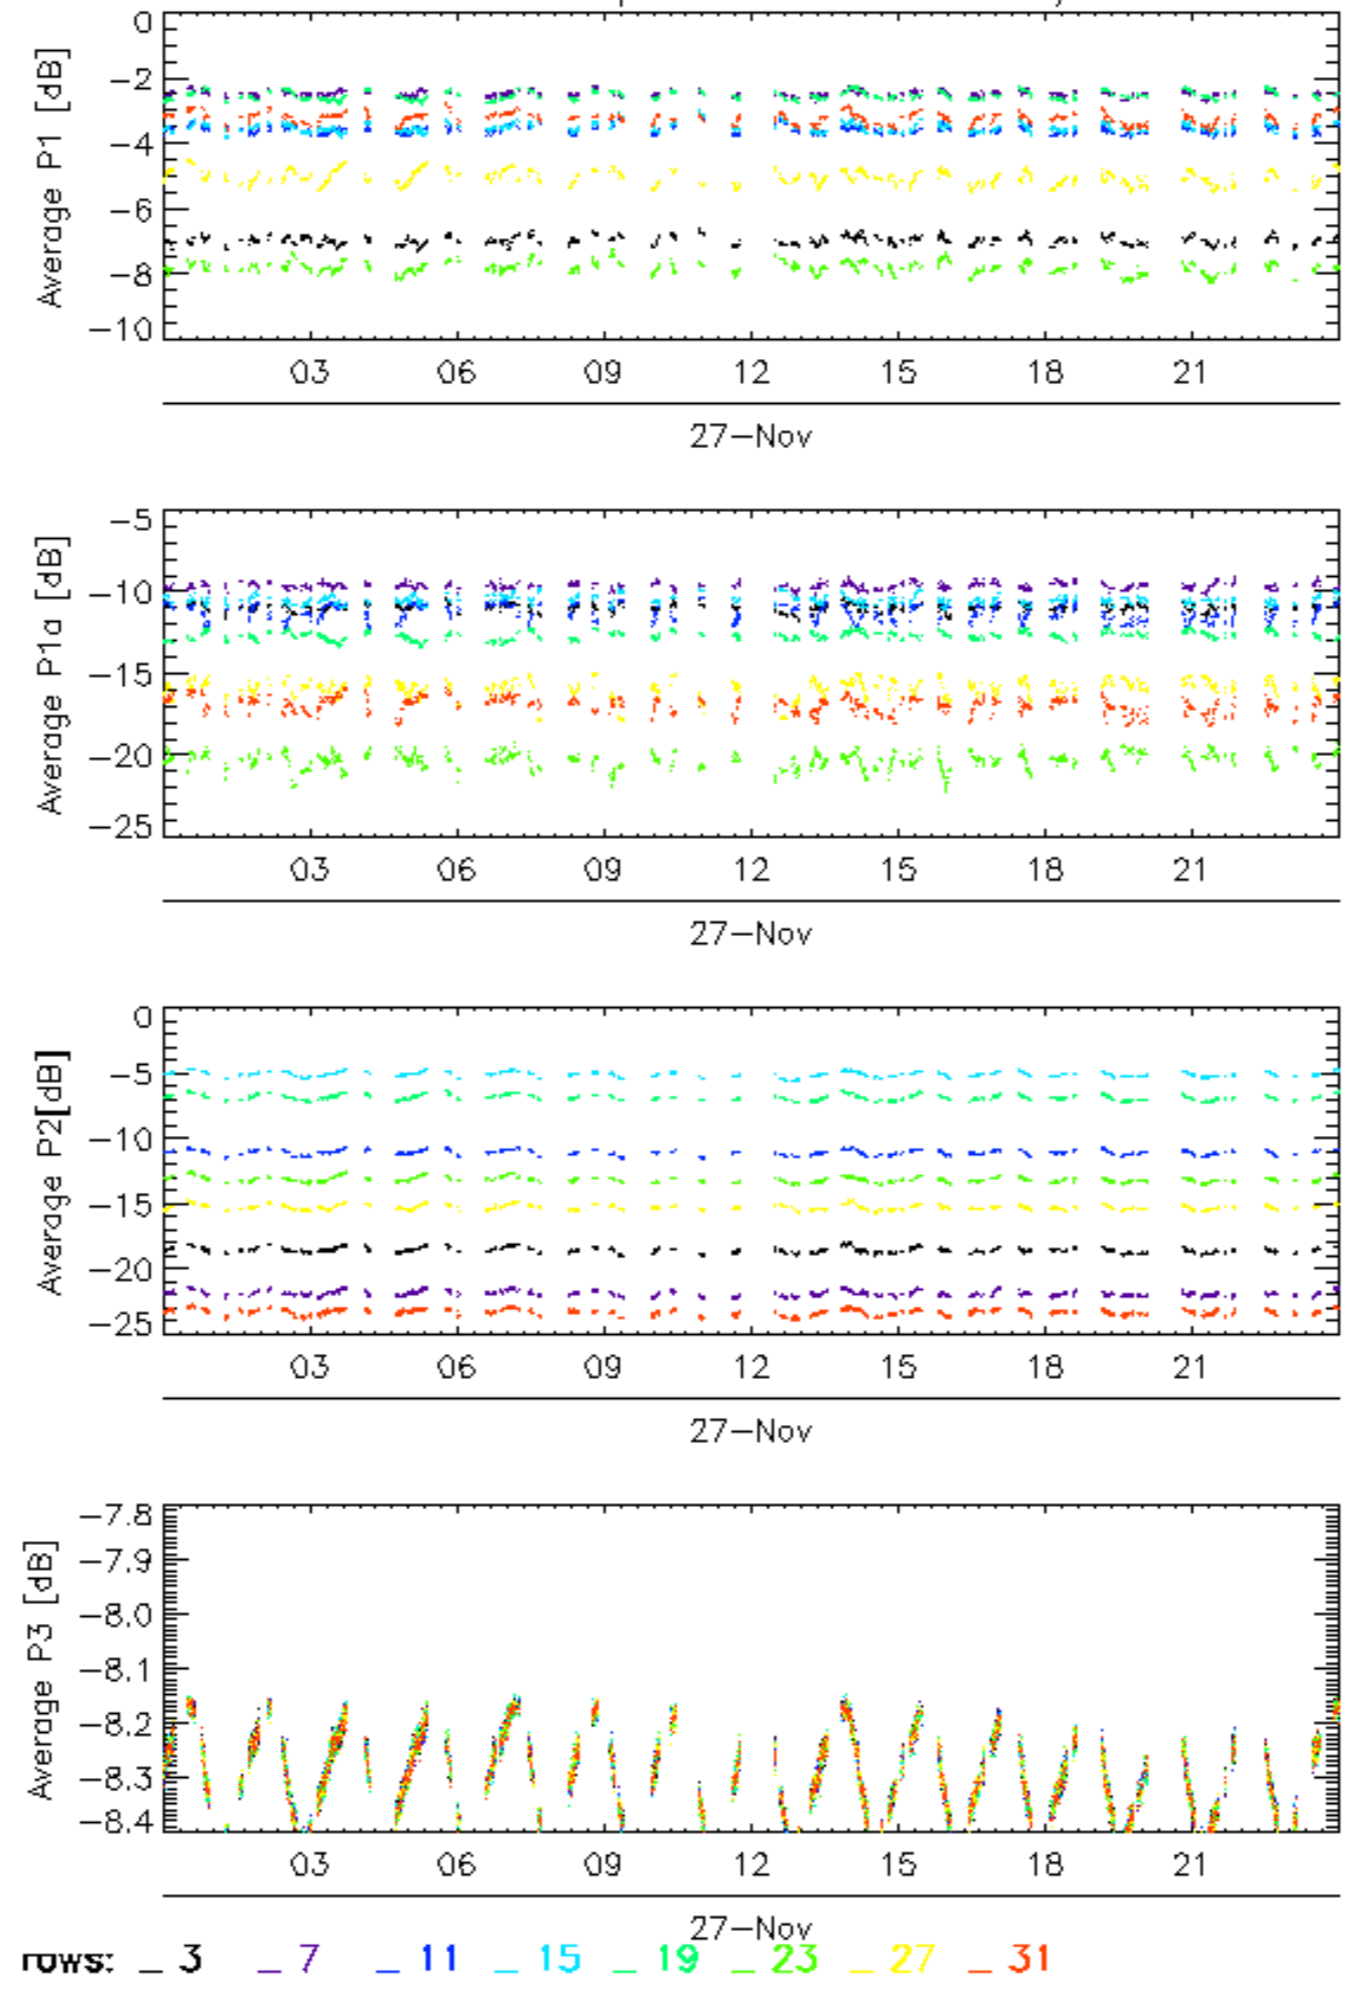 0
−2
−4
−6
−8
−10
Average P1 [dB]
03 06 09 12 15 18 21
27−Nov
−5
−10
−15
−20
−25
Average P1a [dB]
03 06 09 12 15 18 21
27−Nov
0
−5
−10
−15
−20
−25
Average P2[dB]
03 06 09 12 15 18 21
27−Nov
−7.8
−7.9
−8.0
−8.1
−8.2
−8.3
−8.4
Average P3 [dB]
03 06 09 12 15 18 21
27−Nov
rows: _ 3 _ 7 _ 11 _ 15 _ 19 _ 23 _ 27 _ 31